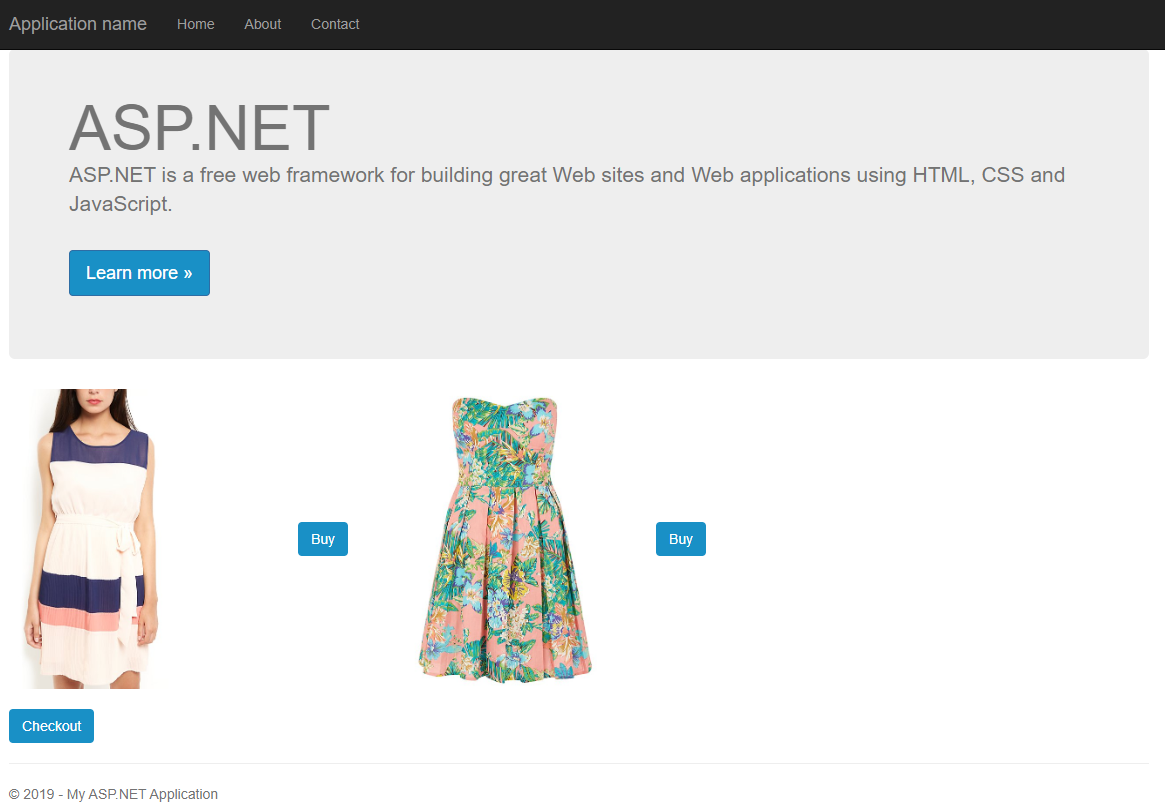 Application name Home About Contact
ASP.NET
ASP.NET is a free web framework for building great Web sites and Web applications using HTML, CSS and
JavaScript.
Learn more »
Buy Buy
Checkout
© 2019 - My ASP.NET Application